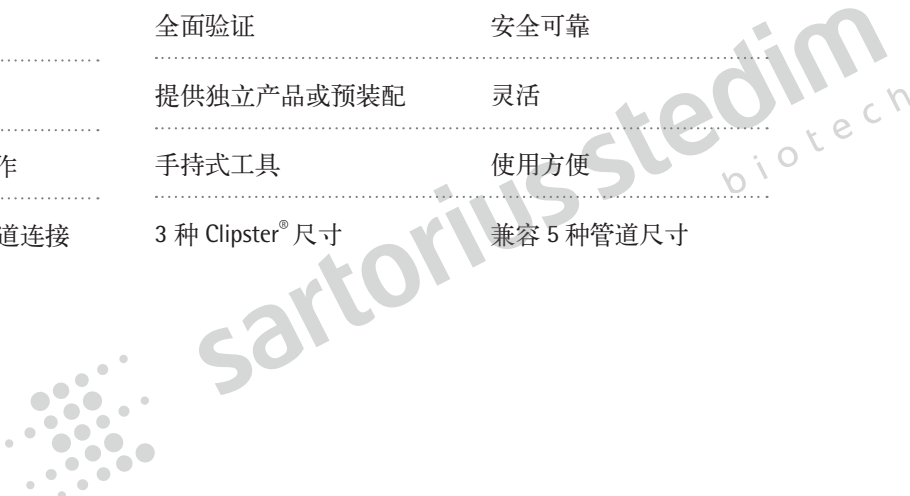 全面验证 安全可靠
提供独立产品或预装配 灵活
作 手持式工具 使用方便
道连接 3 种 Clipster® 尺寸 兼容 5 种管道尺寸
sartorius stedim
biotech